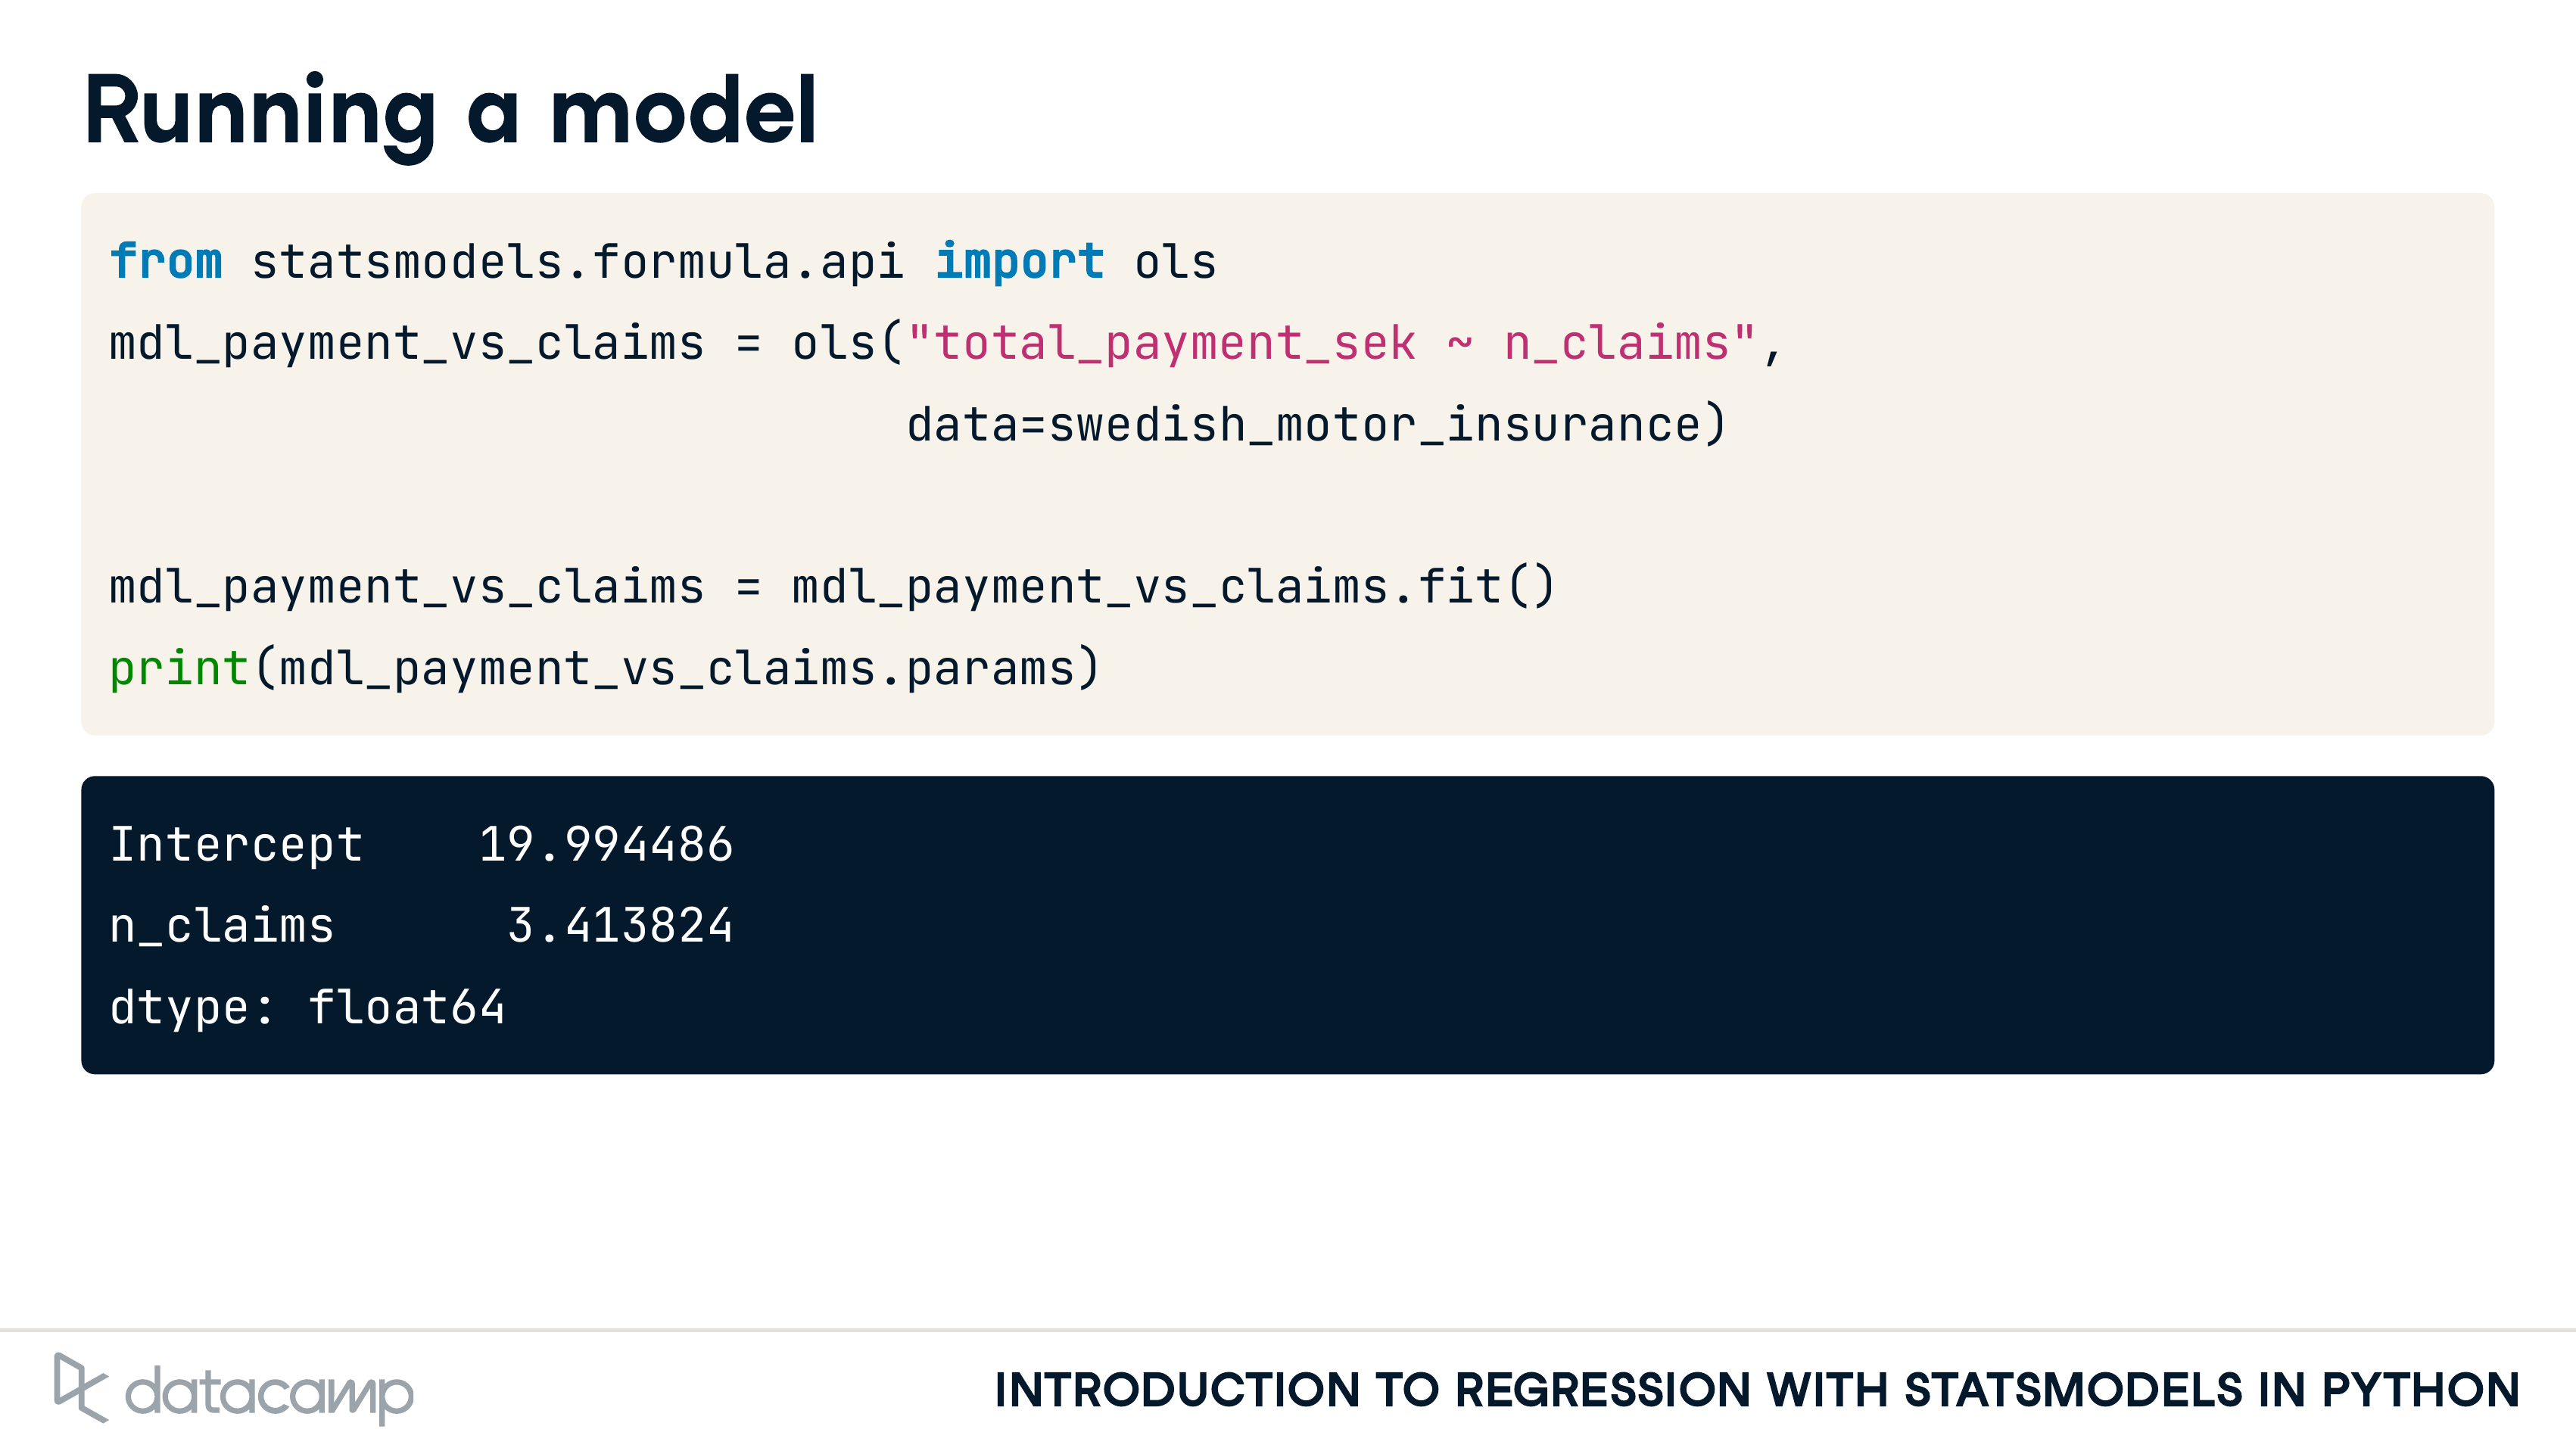 Running a model
from statsmodels.formula.api import ols
mdl_payment_vs_claims = ols("total_payment_sek ~ n_claims",
                            data=swedish_motor_insurance)
mdl_payment_vs_claims = mdl_payment_vs_claims.fit()
print(mdl_payment_vs_claims.params)
Intercept    19.994486
n_claims      3.413824
dtype: float64
datacamp
INTRODUCTION TO REGRESSION WITH STATSMODELS IN PYTHON